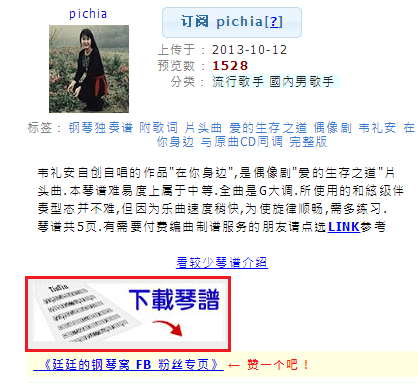 pichia
订阅 pichia[?]
上传于：2013-10-12
预览数：1528
分类：流行歌手 國內男歌手
标签：钢琴独奏谱 附歌词 片头曲 爱的生存之道 偶像剧 韦礼安 在
你身边 与原曲CD同调 完整版
韦礼安自创自唱的作品"在你身边",是偶像剧"爱的生存之道"片
头曲.本琴谱难易度上属于中等.全曲是G大调.所使用的和弦级伴
奏型态并不难,但因为乐曲速度稍快,为使旋律顺畅,需多练习.
琴谱共5页.有需要付费编曲制谱服务的朋友请点选LINK参考
看较少琴谱介绍
TinTin
下載琴譜
《廷廷的钢琴窝 FB 粉丝专页》 ← 赞一个吧！